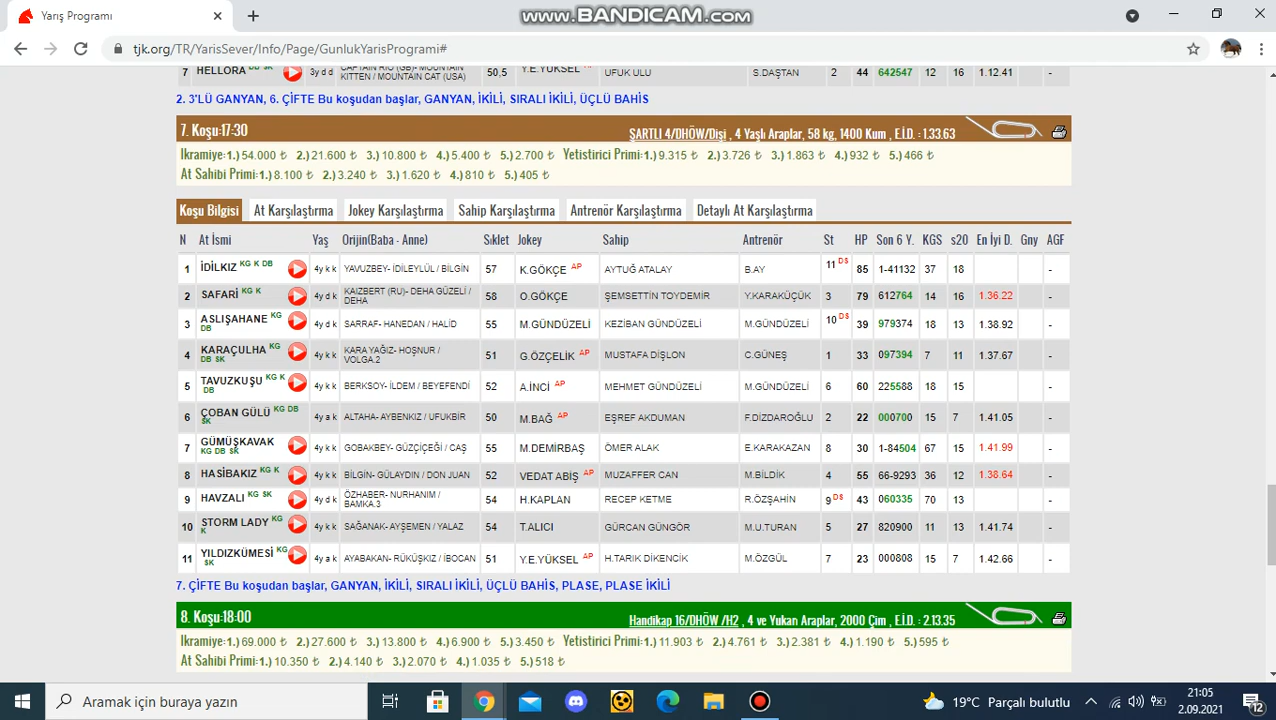 www.BANDICAM.com
Yarış Programı
tjk.org/TR/YarisSever/Info/Page/GunlukYarisProgrami#
7 HELLORA DB SK 3y d d CAPTAIN RIO (GB)- MOUNTAIN KITTEN / MOUNTAIN CAT (USA) 50.5 Y.E.YÜKSEL AP UFUK ULU S.DAŞTAN 2 44 642547 12 16 1.12.41 -
2. 3'LÜ GANYAN, 6. ÇİFTE Bu koşudan başlar, GANYAN, İKİLİ, SIRALI İKİLİ, ÜÇLÜ BAHİS
7. Koşu:17:30 ŞARTLI 4/DHÖW/Dişi , 4 Yaşlı Araplar, 58 kg, 1400 Kum , E.İ.D. : 1.33.63
Ikramiye:1.) 54.000 ₺ 2.) 21.600 ₺ 3.) 10.800 ₺ 4.) 5.400 ₺ 5.) 2.700 ₺ Yetistirici Primi:1.) 9.315 ₺ 2.) 3.726 ₺ 3.) 1.863 ₺ 4.) 932 ₺ 5.) 466 ₺
At Sahibi Primi:1.) 8.100 ₺ 2.) 3.240 ₺ 3.) 1.620 ₺ 4.) 810 ₺ 5.) 405 ₺
Koşu Bilgisi At Karşılaştırma Jokey Karşılaştırma Sahip Karşılaştırma Antrenör Karşılaştırma Detaylı At Karşılaştırma
N At İsmi Yaş Orijin(Baba - Anne) Sıklet Jokey Sahip Antrenör St HP Son 6 Y. KGS s20 En İyi D. Gny AGF
1 İDİLKIZ KG K DB 4y k k YAVUZBEY- İDİLEYLÜL / BİLGİN 57 K.GÖKÇE AP AYTUĞ ATALAY B.AY 11 DS 85 1-41132 37 18 -
2 SAFARİ KG K 4y d k KAIZBERT (RU)- DEHA GÜZELİ / DEHA 58 O.GÖKÇE ŞEMSETTİN TOYDEMİR Y.KARAKÜÇÜK 3 79 612764 14 16 1.36.22 -
3 ASLIŞAHANE KG DB 4y d k SARRAF- HANEDAN / HALİD 55 M.GÜNDÜZELİ KEZİBAN GÜNDÜZELİ M.GÜNDÜZELİ 10 DS 39 979374 18 13 1.38.92 -
4 KARAÇULHA KG DB SK 4y k k KARA YAĞIZ- HOŞNUR / VOLGA.2 51 G.ÖZÇELİK AP MUSTAFA DİŞLON C.GÜNEŞ 1 33 097394 7 11 1.37.67 -
5 TAVUZKUŞU KG K DB 4y k k BERKSOY- İLDEM / BEYEFENDİ 52 A.İNCİ AP MEHMET GÜNDÜZELİ M.GÜNDÜZELİ 6 60 225588 18 15 -
6 ÇOBAN GÜLÜ KG DB SK 4y a k ALTAHA- AYBENKIZ / UFUKBİR 50 M.BAĞ AP EŞREF AKDUMAN F.DİZDAROĞLU 2 22 000700 15 7 1.41.05 -
7 GÜMÜŞKAVAK KG DB SK 4y k k GOBAKBEY- GÜZÇİÇEĞİ / CAŞ 55 M.DEMİRBAŞ ÖMER ALAK E.KARAKAZAN 8 30 1-84504 67 15 1.41.99 -
8 HASİBAKIZ KG K 4y k k BİLGİN- GÜLAYDIN / DON JUAN 52 VEDAT ABİŞ AP MUZAFFER CAN M.BİLDİK 4 55 66-9293 36 12 1.38.64 -
9 HAVZALI KG SK 4y d k ÖZHABER- NURHANIM / BAMKA.3 54 H.KAPLAN RECEP KETME R.ÖZŞAHİN 9 DS 43 060335 70 13 -
10 STORM LADY KG K 4y k k SAĞANAK- AYŞEMEN / YALAZ 54 T.ALICI GÜRCAN GÜNGÖR M.U.TURAN 5 27 820900 11 13 1.41.74 -
11 YILDIZKÜMESİ KG SK 4y a k AYABAKAN- RÜKÜŞKIZ / İBOCAN 51 Y.E.YÜKSEL AP H.TARIK DİKENCİK M.ÖZGÜL 7 23 000808 15 7 1.42.66 -
7. ÇİFTE Bu koşudan başlar, GANYAN, İKİLİ, SIRALI İKİLİ, ÜÇLÜ BAHİS, PLASE, PLASE İKİLİ
8. Koşu:18:00 Handikap 16/DHÖW /H2 , 4 ve Yukarı Araplar, 2000 Çim , E.İ.D. : 2.13.35
Ikramiye:1.) 69.000 ₺ 2.) 27.600 ₺ 3.) 13.800 ₺ 4.) 6.900 ₺ 5.) 3.450 ₺ Yetistirici Primi:1.) 11.903 ₺ 2.) 4.761 ₺ 3.) 2.381 ₺ 4.) 1.190 ₺ 5.) 595 ₺
At Sahibi Primi:1.) 10.350 ₺ 2.) 4.140 ₺ 3.) 2.070 ₺ 4.) 1.035 ₺ 5.) 518 ₺
Aramak için buraya yazın 19°C Parçalı bulutlu 21:05
2.09.2021 12